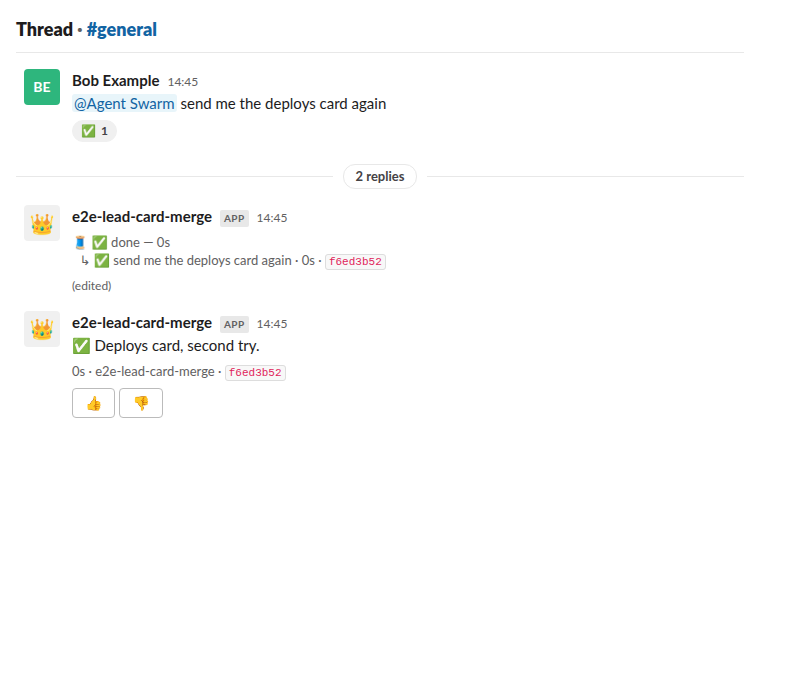 Thread • #general
BE
Bob Example 14:45
@Agent Swarm send me the deploys card again
✅ 1
2 replies
e2e-lead-card-merge APP 14:45
🧵 ✅ done — 0s
↳ ✅ send me the deploys card again · 0s · f6ed3b52
(edited)
e2e-lead-card-merge APP 14:45
✅ Deploys card, second try.
0s · e2e-lead-card-merge · f6ed3b52
👍 👎